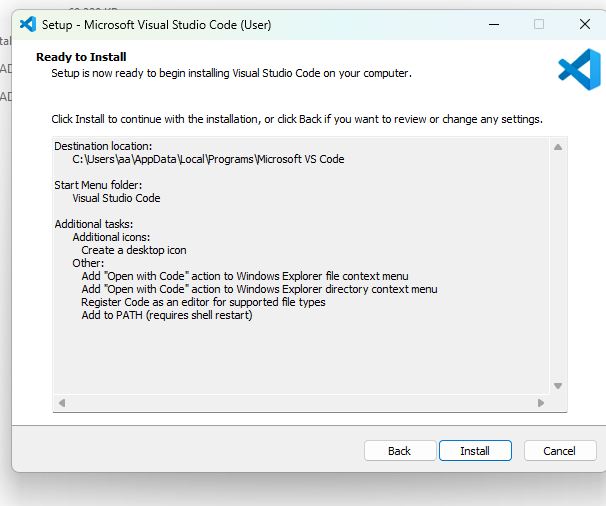 Setup - Microsoft Visual Studio Code (User)
Ready to Install
Setup is now ready to begin installing Visual Studio Code on your computer.
Click Install to continue with the installation, or click Back if you want to review or change any settings.
Destination location:
C:\Users\aa\AppData\Local\Programs\Microsoft VS Code
Start Menu folder:
Visual Studio Code
Additional tasks:
Additional icons:
Create a desktop icon
Other:
Add "Open with Code" action to Windows Explorer file context menu
Add "Open with Code" action to Windows Explorer directory context menu
Register Code as an editor for supported file types
Add to PATH (requires shell restart)
Back
Install
Cancel